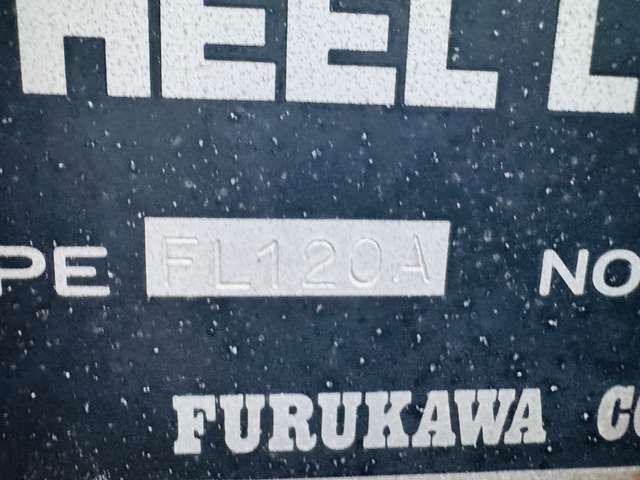 HEEL L
PE FL120A NO
FURUKAWA CO